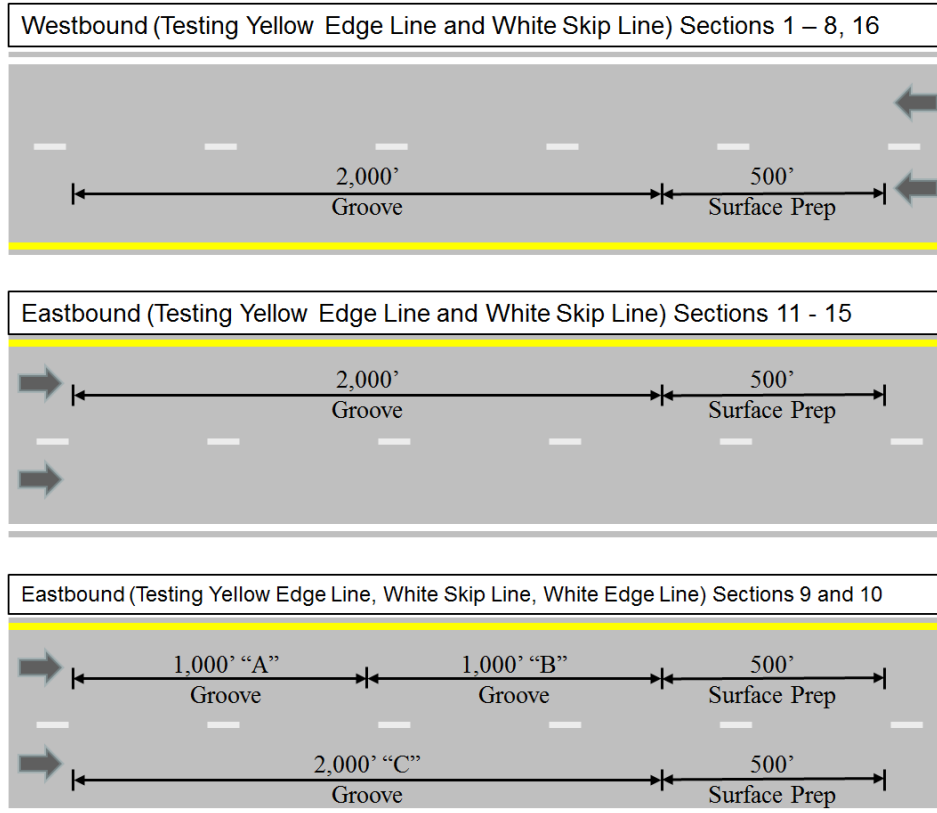 Westbound (Testing Yellow Edge Line and White Skip Line) Sections 1 – 8, 16
2,000’ 500’
Groove Surface Prep
Eastbound (Testing Yellow Edge Line and White Skip Line) Sections 11 - 15
2,000’ 500’
Groove Surface Prep
Eastbound (Testing Yellow Edge Line, White Skip Line, White Edge Line) Sections 9 and 10
1,000’ “A” 1,000’ “B” 500’
Groove Groove Surface Prep
2,000’ “C” 500’
Groove Surface Prep